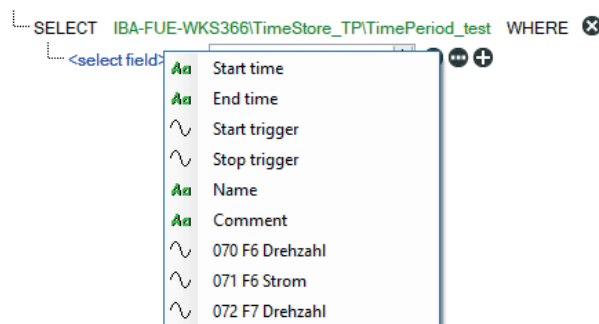 SELECT IBA-FUE-WKS366\TimeStore_TP\TimePeriod_test WHERE
<select field>
Aa Start time
Aa End time
Start trigger
Stop trigger
Aa Name
Aa Comment
070 F6 Drehzahl
071 F6 Strom
072 F7 Drehzahl